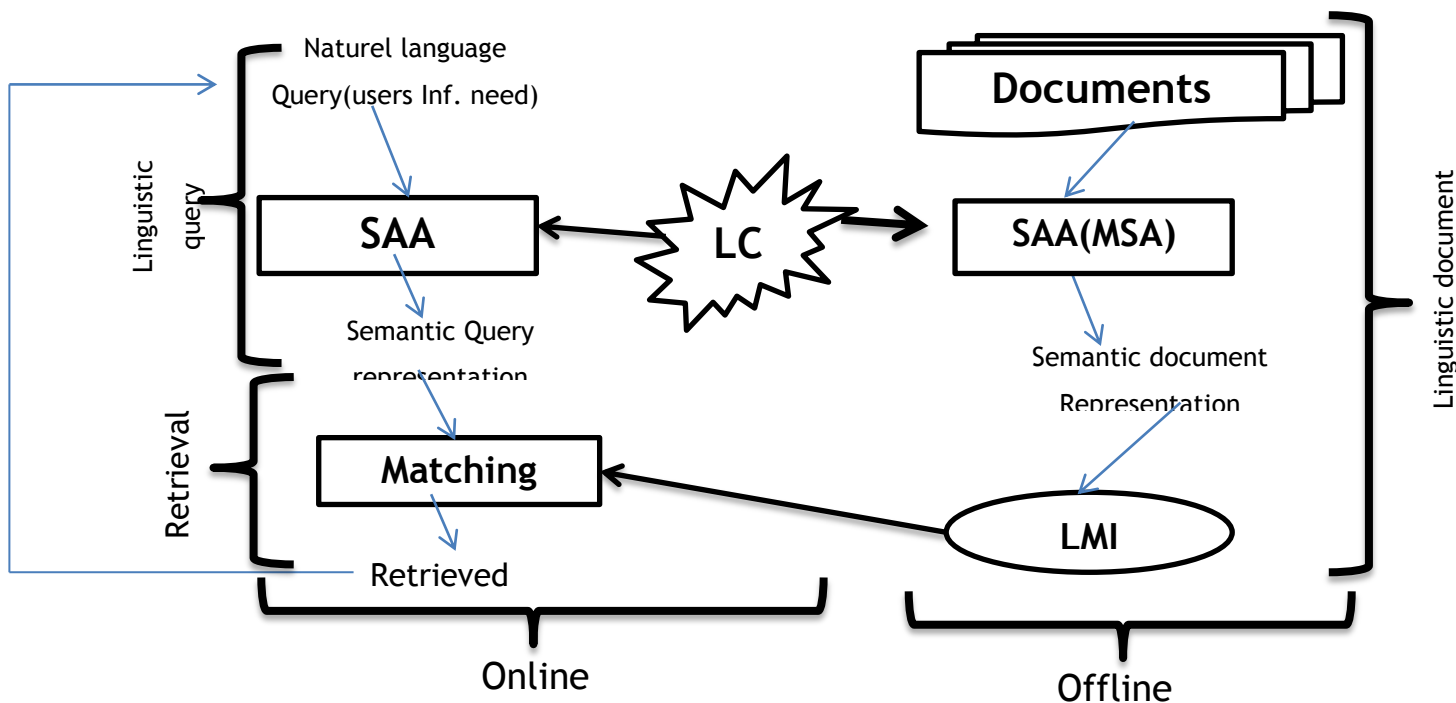 Naturel language
Query(users Inf. need)
Documents
Linguistic
query
SAA
LC
SAA(MSA)
Semantic Query
representation
Semantic document
Representation
Linguistic document
Retrieval
Matching
LMI
Retrieved
Online
Offline